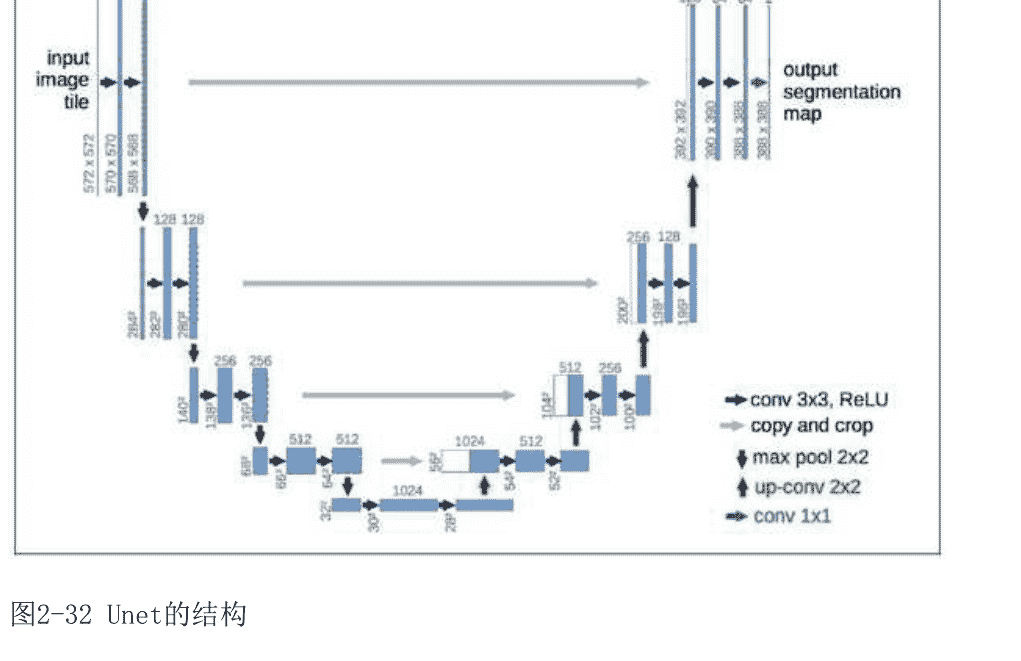 input
image
tile
output
segmentation
map
572 x 572
570 x 570
568 x 568
392 x 392
390 x 390
388 x 388
388 x 388
128 128
284²
282²
280²
256 128
200²
198²
196²
256 256
140²
138²
136²
512 256
104²
102²
100²
512 512
68²
66²
64²
1024 512
56²
54²
52²
1024
32²
30²
28²
conv 3x3, ReLU
copy and crop
max pool 2x2
up-conv 2x2
conv 1x1
图2-32 Unet的结构